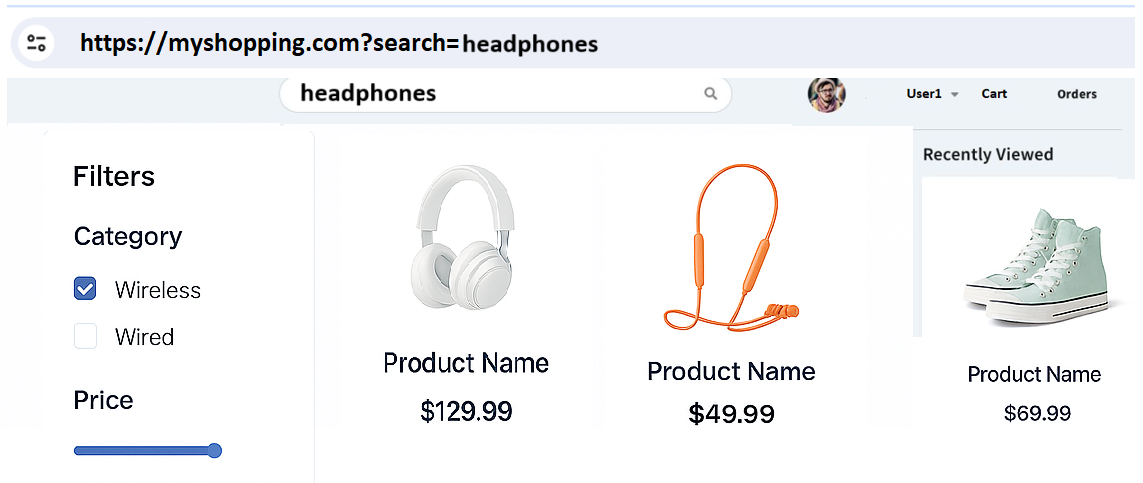 https://myshopping.com?search=headphones
headphones
User1
Cart
Orders
Filters
Category
Wireless
Wired
Price
Product Name
$129.99
Product Name
$49.99
Recently Viewed
Product Name
$69.99